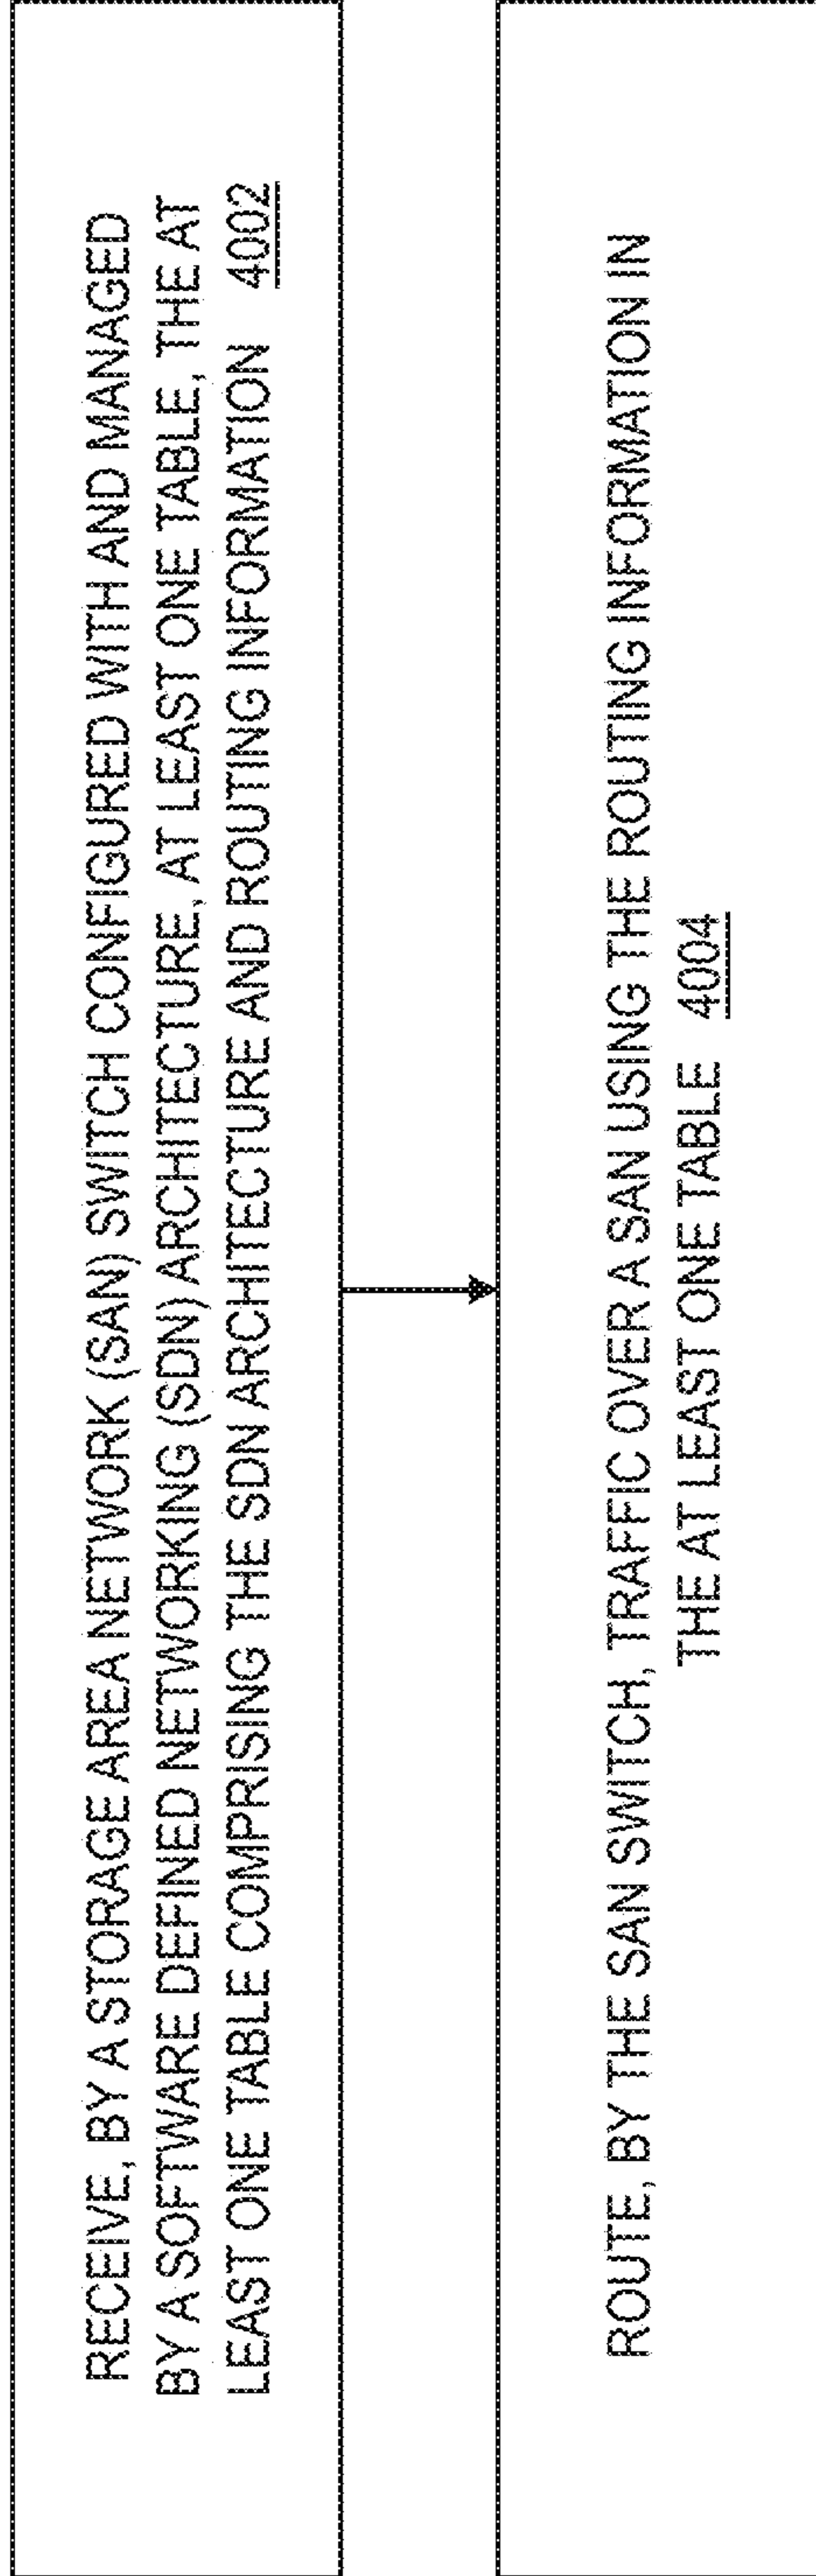 RECEIVE, BY A STORAGE AREA NETWORK (SAN) SWITCH CONFIGURED WITH AND MANAGED
BY A SOFTWARE DEFINED NETWORKING (SDN) ARCHITECTURE, AT LEAST ONE TABLE, THE AT
LEAST ONE TABLE COMPRISING THE SDN ARCHITECTURE AND ROUTING INFORMATION 4002
ROUTE, BY THE SAN SWITCH, TRAFFIC OVER A SAN USING THE ROUTING INFORMATION IN
THE AT LEAST ONE TABLE 4004